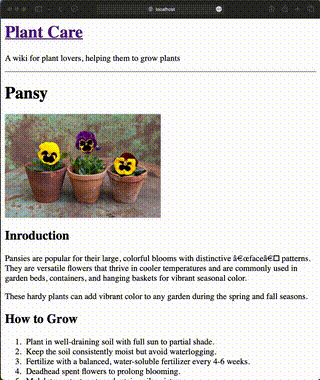 localhost
Plant Care
A wiki for plant lovers, helping them to grow plants
Pansy
Inroduction
Pansies are popular for their large, colorful blooms with distinctive â€œfaceâ€□ patterns.
They are versatile flowers that thrive in cooler temperatures and are commonly used in
garden beds, containers, and hanging baskets for vibrant seasonal color.
These hardy plants can add vibrant color to any garden during the spring and fall seasons.
How to Grow
1. Plant in well-draining soil with full sun to partial shade.
2. Keep the soil consistently moist but avoid waterlogging.
3. Fertilize with a balanced, water-soluble fertilizer every 4-6 weeks.
4. Deadhead spent flowers to prolong blooming.